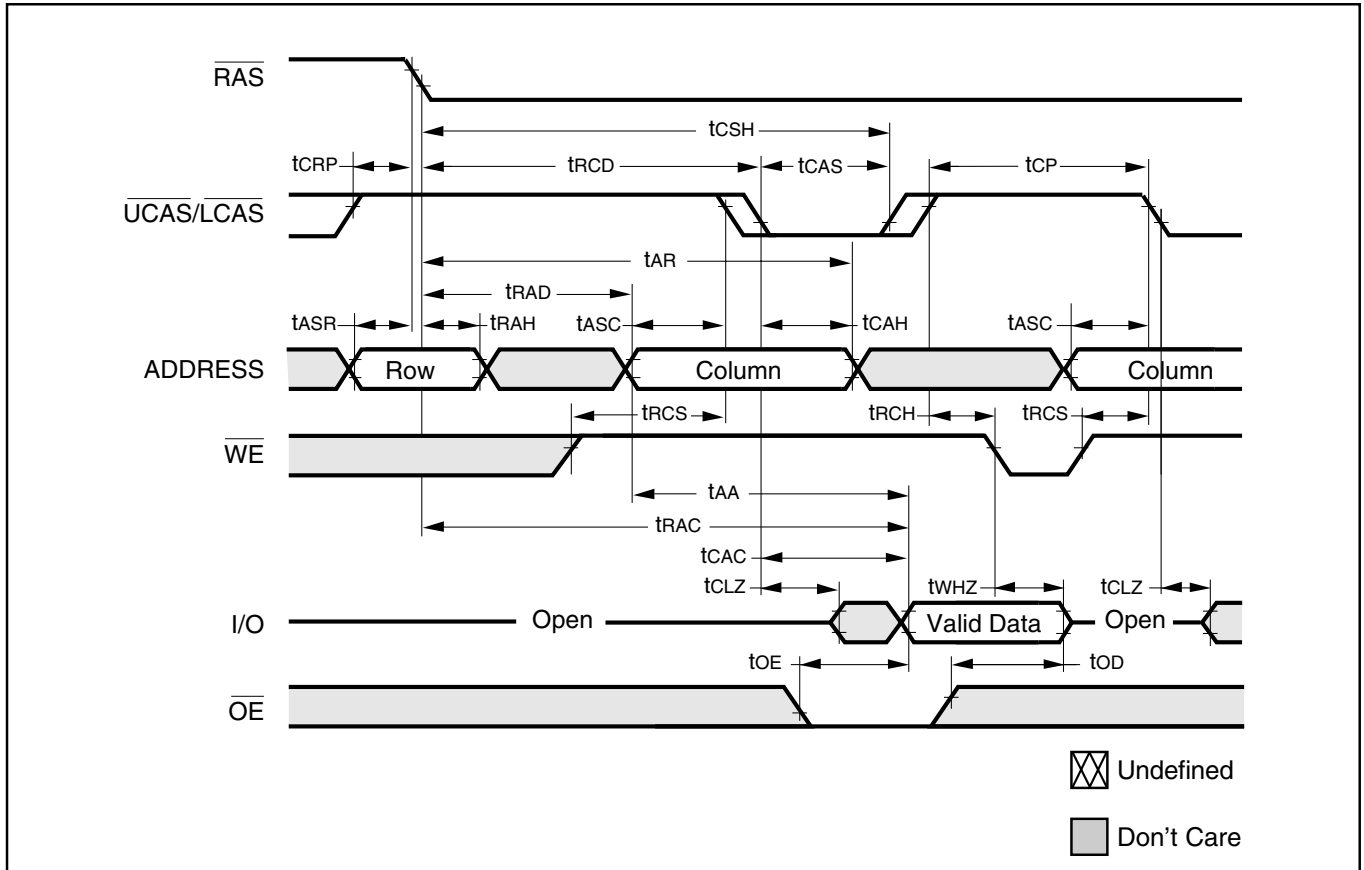 RAS
tCSH
tCRP
tRCD
tCAS
tCP
UCAS/LCAS
tAR
tRAD
tASR
tRAH
tASC
tCAH
tASC
ADDRESS
Row
Column
Column
tRCS
tRCH
tRCS
WE
tAA
tRAC
tCAC
tCLZ
tWHZ
tCLZ
I/O
Open
Valid Data
Open
tOE
tOD
OE
Undefined
Don't Care